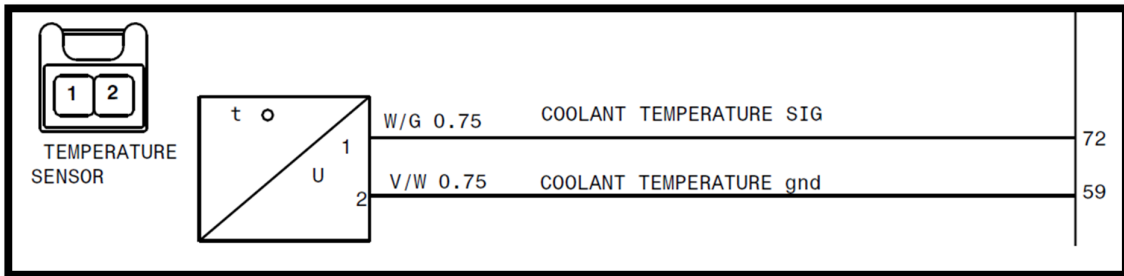 1 2
TEMPERATURE
SENSOR
t o
1
U
2
W/G 0.75 COOLANT TEMPERATURE SIG
72
V/W 0.75 COOLANT TEMPERATURE gnd
59